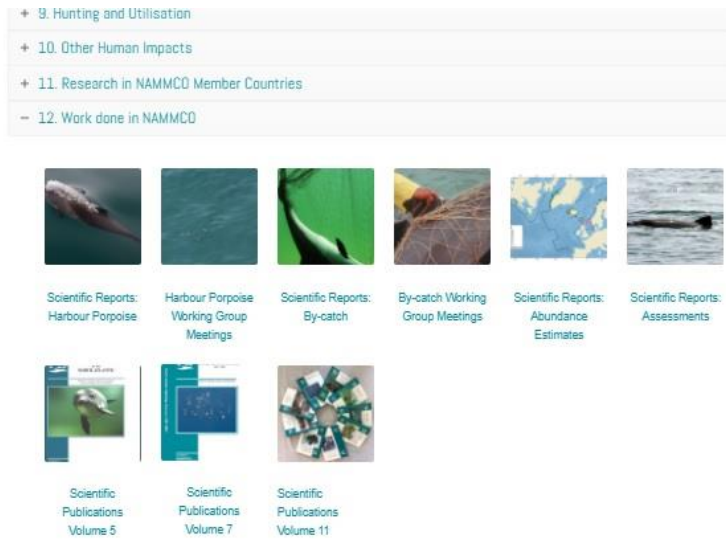 + 9. Hunting and Utilisation
+ 10. Other Human Impacts
+ 11. Research in NAMMCO Member Countries
− 12. Work done in NAMMCO
Scientific Reports:
Harbour Porpoise
Harbour Porpoise
Working Group
Meetings
Scientific Reports:
By-catch
By-catch Working
Group Meetings
Scientific Reports:
Abundance
Estimates
Scientific Reports:
Assessments
Scientific
Publications
Volume 5
Scientific
Publications
Volume 7
Scientific
Publications
Volume 11